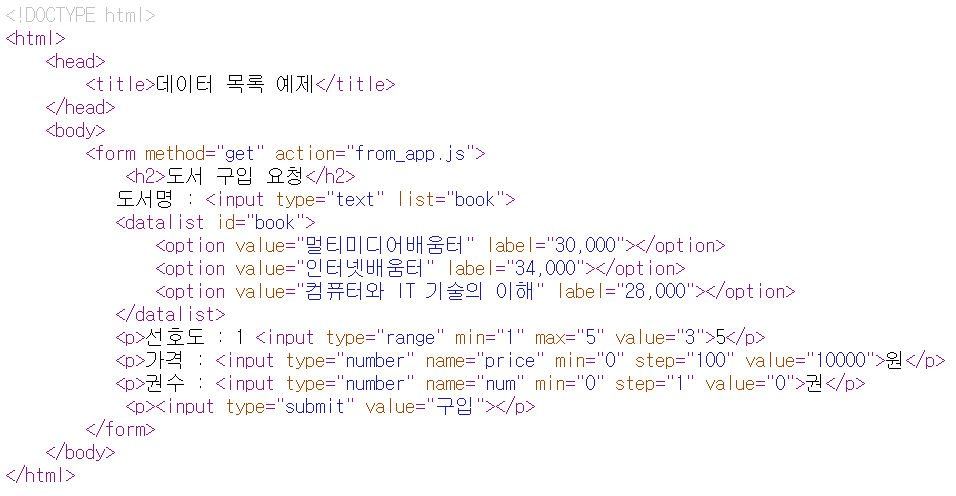 <!DOCTYPE html>
<html>
    <head>
        <title>데이터 목록 예제</title>
    </head>
    <body>
        <form method="get" action="from_app.js">
            <h2>도서 구입 요청</h2>
           도서명 : <input type="text" list="book">
           <datalist id="book">
               <option value="멀티미디어배움터" label="30,000"></option>
               <option value="인터넷배움터" label="34,000"></option>
               <option value="컴퓨터와 IT 기술의 이해" label="28,000"></option>
           </datalist>
           <p>선호도 : 1 <input type="range" min="1" max="5" value="3">5</p>
           <p>가격 : <input type="number" name="price" min="0" step="100" value="10000">원</p>
           <p>권수 : <input type="number" name="num" min="0" step="1" value="0">권</p>
            <p><input type="submit" value="구입"></p>
        </form>
    </body>
</html>